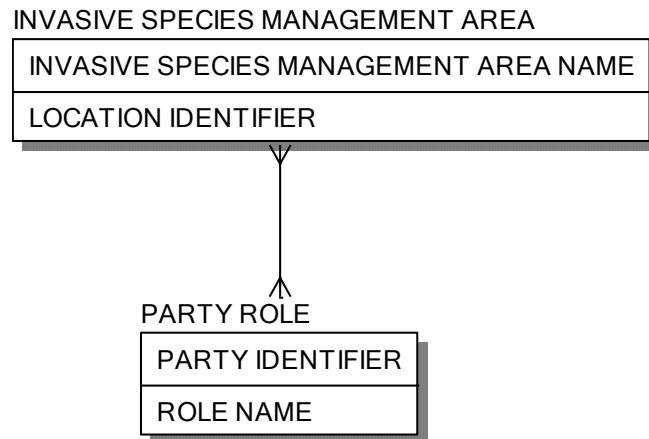 INVASIVE SPECIES MANAGEMENT AREA
INVASIVE SPECIES MANAGEMENT AREA NAME
LOCATION IDENTIFIER
PARTY ROLE
PARTY IDENTIFIER
ROLE NAME